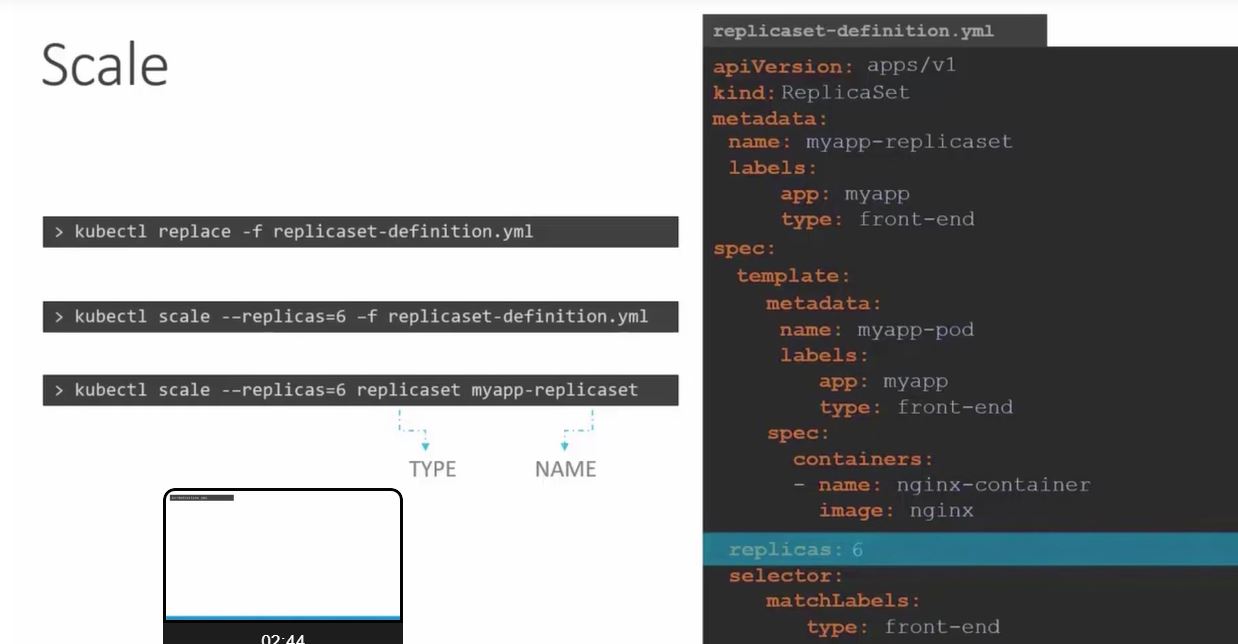 Scale
> kubectl replace -f replicaset-definition.yml
> kubectl scale --replicas=6 –f replicaset-definition.yml
> kubectl scale --replicas=6 replicaset myapp-replicaset
TYPE NAME
02:44
replicaset-definition.yml
apiVersion: apps/v1
kind: ReplicaSet
metadata:
name: myapp-replicaset
labels:
app: myapp
type: front-end
spec:
template:
metadata:
name: myapp-pod
labels:
app: myapp
type: front-end
spec:
containers:
- name: nginx-container
image: nginx
replicas: 6
selector:
matchLabels:
type: front-end